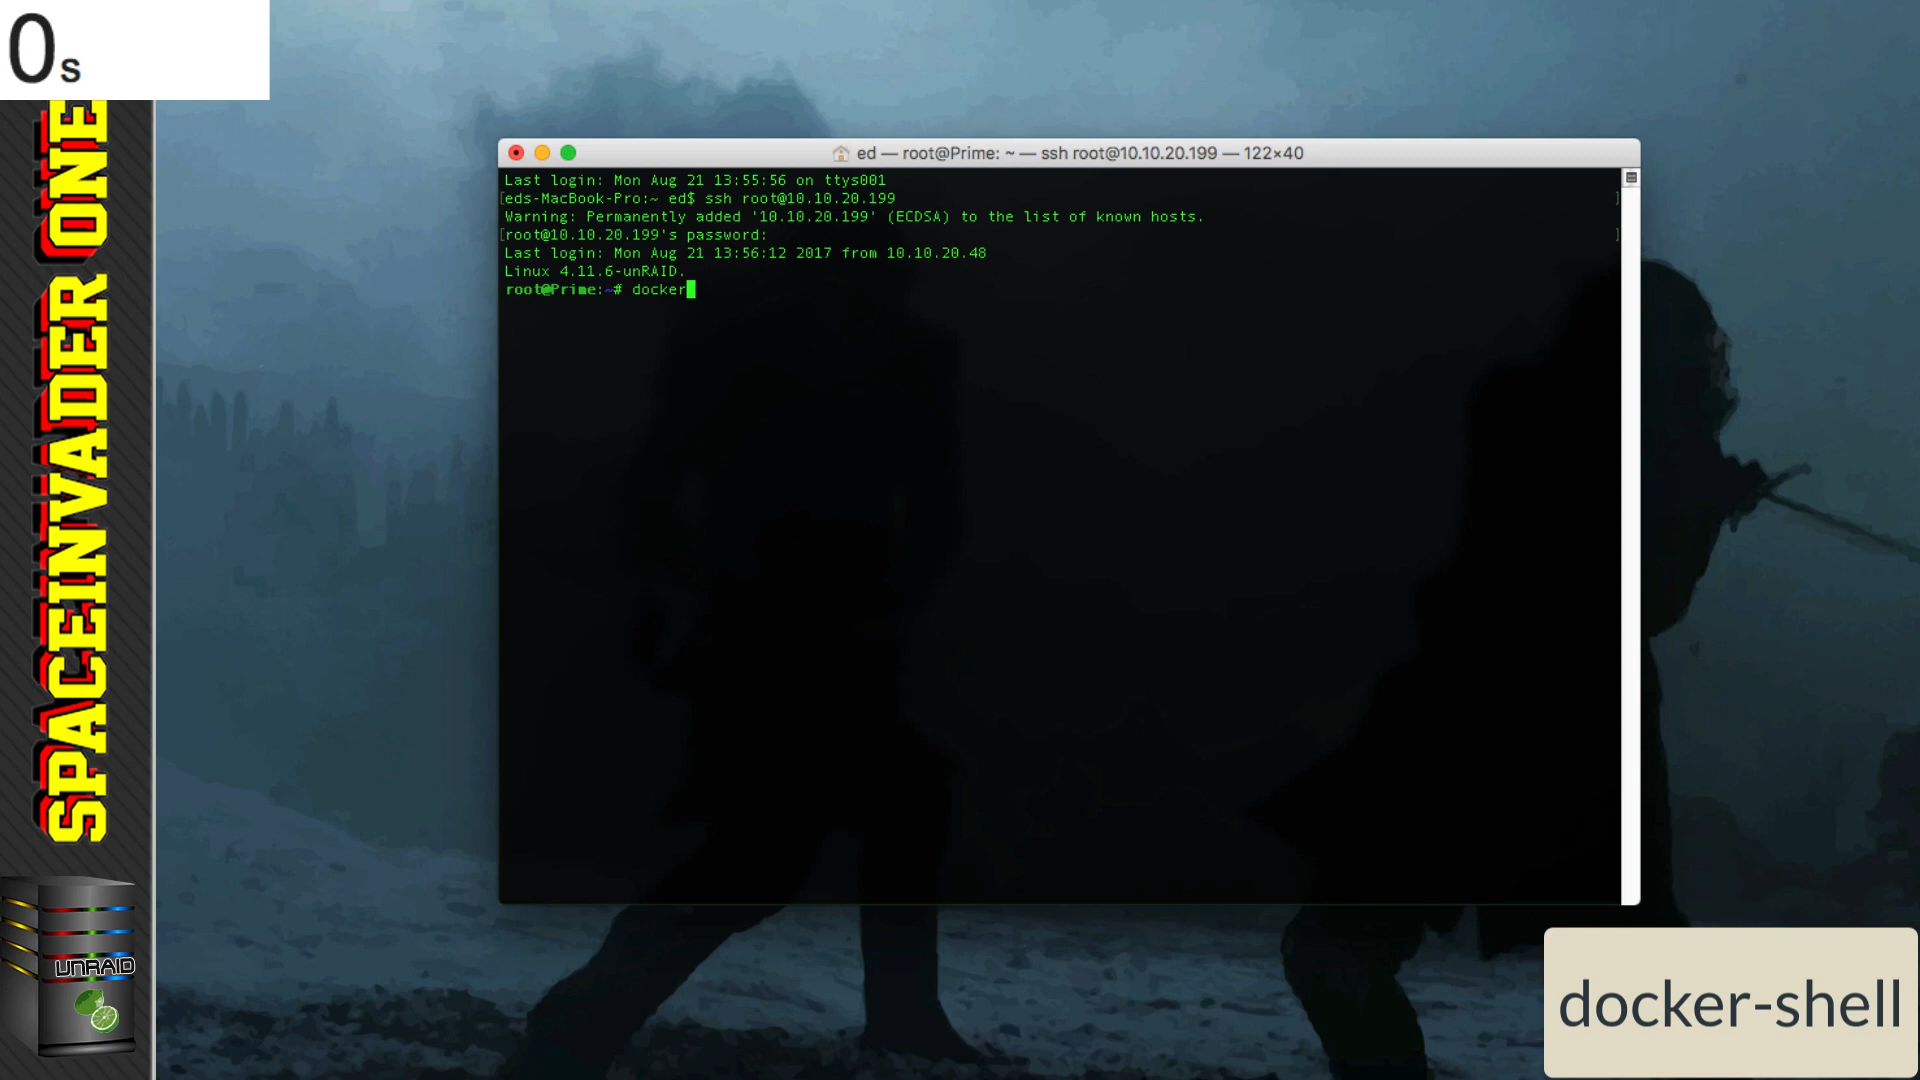 0s
SPACEINVADER ONE
UNRAID
ed — root@Prime: ~ — ssh root@10.10.20.199 — 122×40
Last login: Mon Aug 21 13:55:56 on ttys001
[eds-MacBook-Pro:~ ed$ ssh root@10.10.20.199 ]
Warning: Permanently added '10.10.20.199' (ECDSA) to the list of known hosts.
[root@10.10.20.199's password: ]
Last login: Mon Aug 21 13:56:12 2017 from 10.10.20.48
Linux 4.11.6-unRAID.
root@Prime:~# docker
docker-shell